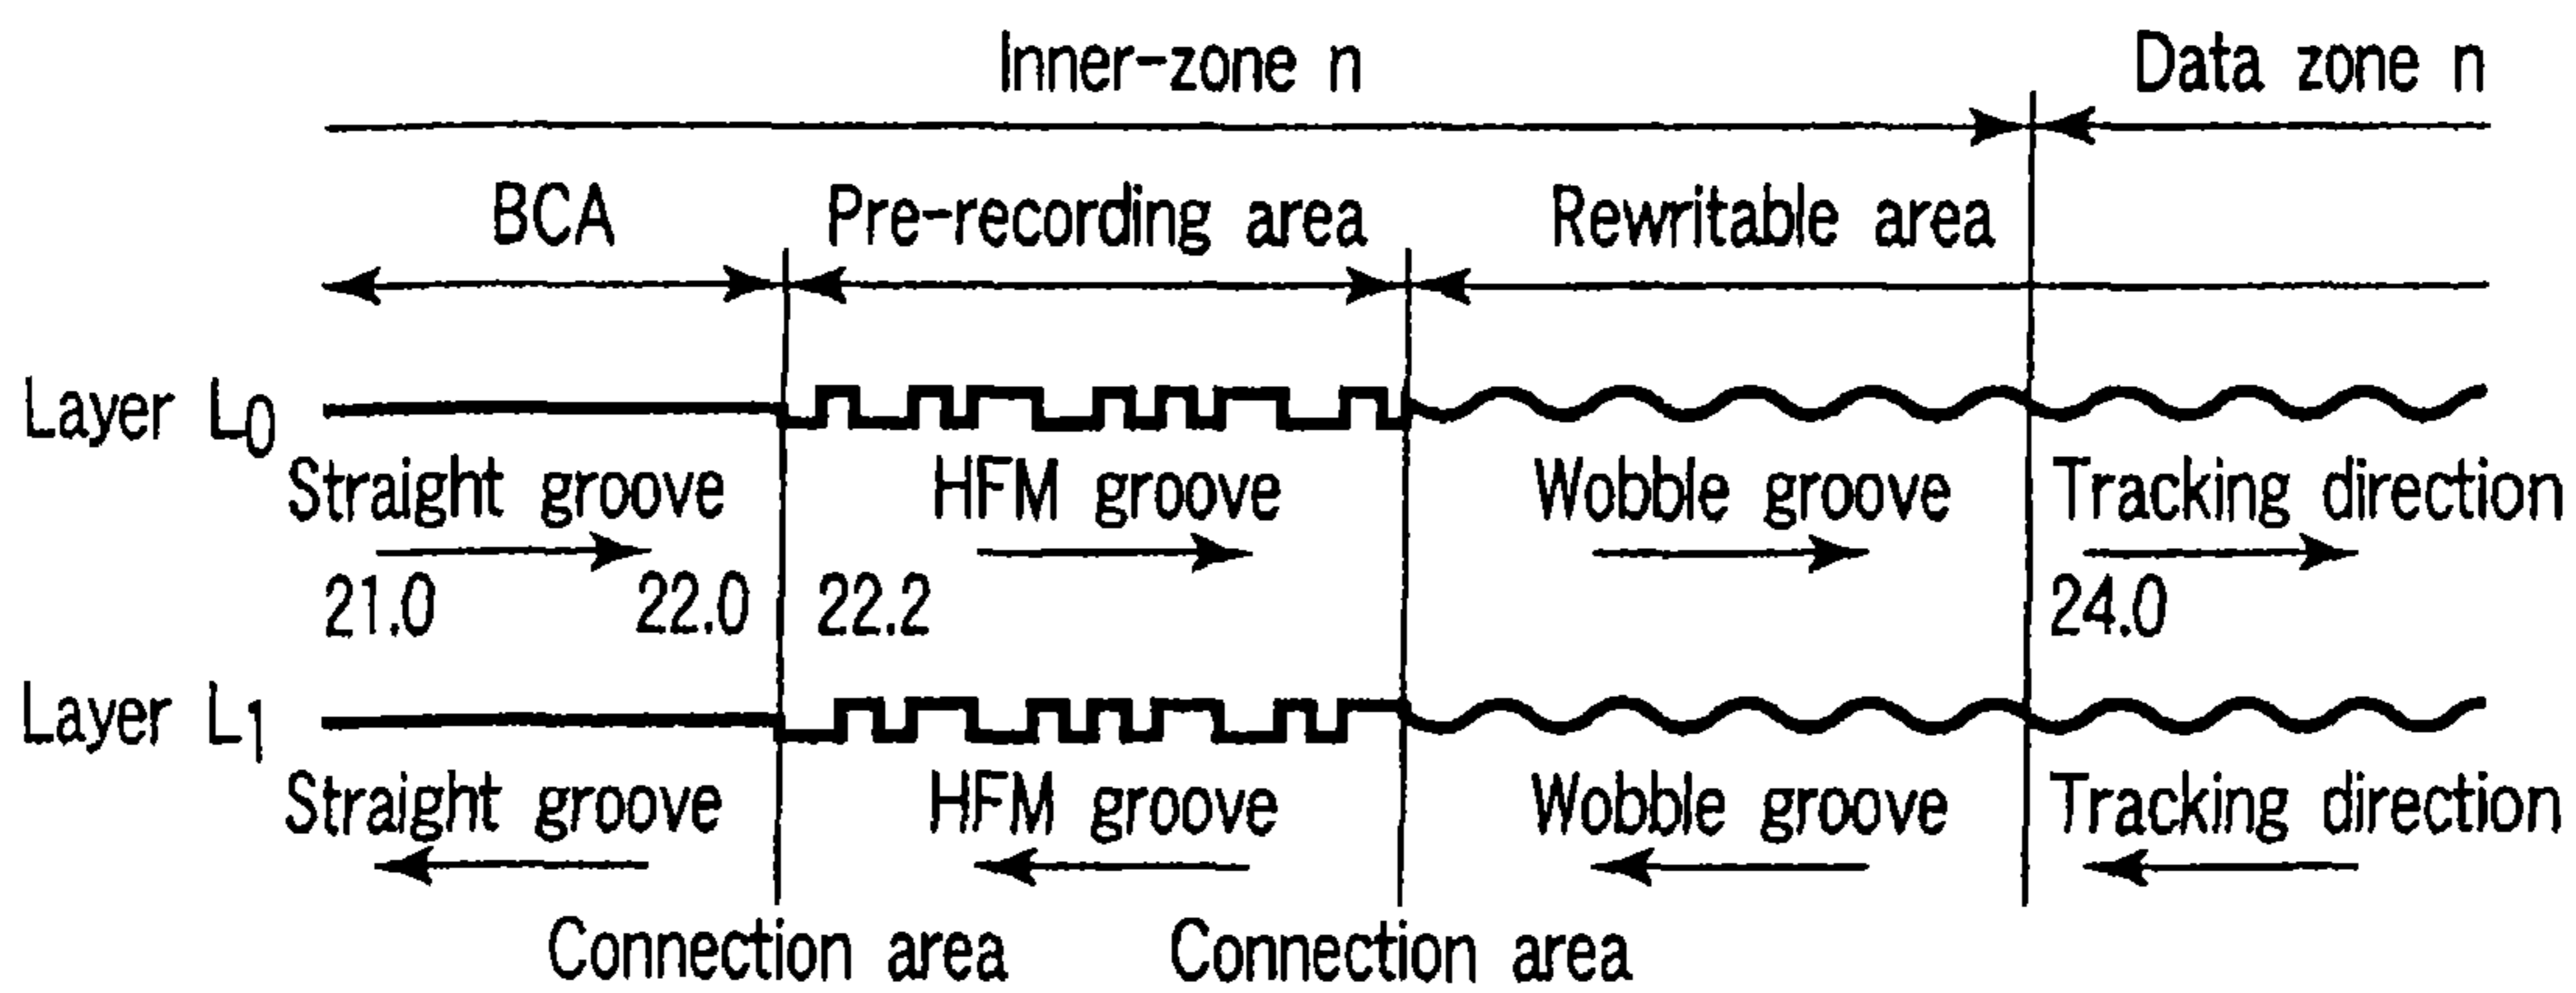 Inner-zone n Data zone n
BCA Pre-recording area Rewritable area
Layer L0
Straight groove HFM groove Wobble groove Tracking direction
21.0 22.0 22.2 24.0
Layer L1
Straight groove HFM groove Wobble groove Tracking direction
Connection area Connection area